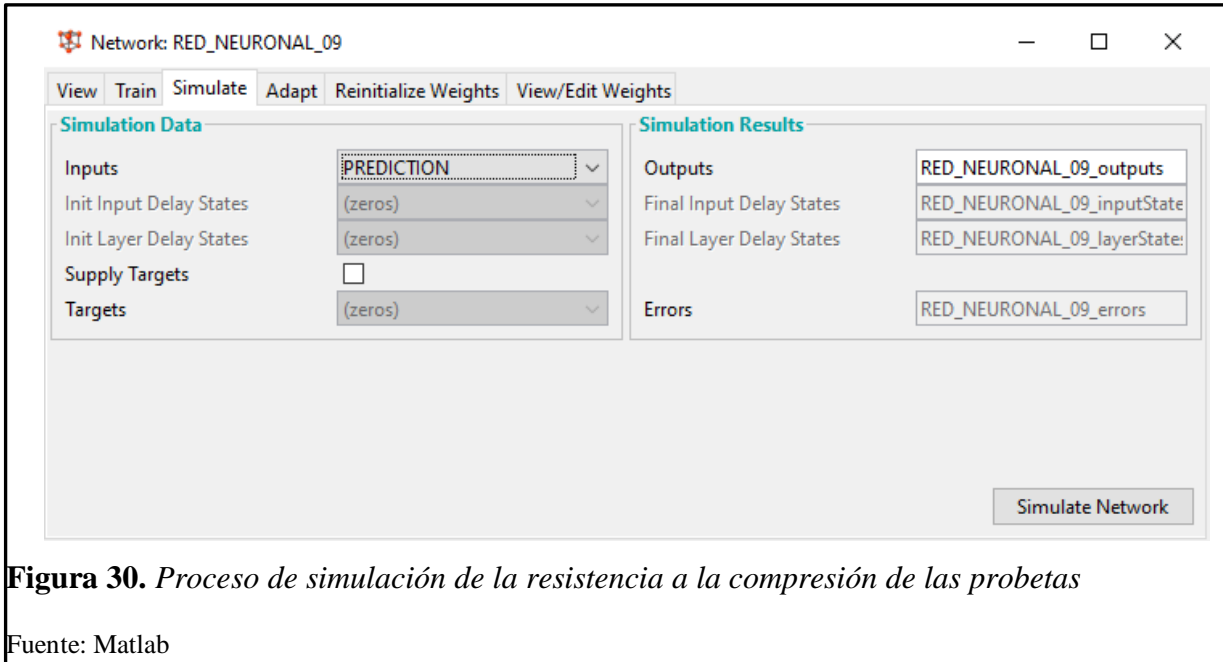 Network: RED_NEURONAL_09
View Train Simulate Adapt Reinitialize Weights View/Edit Weights
Simulation Data
Inputs PREDICTION
Init Input Delay States (zeros)
Init Layer Delay States (zeros)
Supply Targets
Targets (zeros)
Simulation Results
Outputs RED_NEURONAL_09_outputs
Final Input Delay States RED_NEURONAL_09_inputState
Final Layer Delay States RED_NEURONAL_09_layerStates
Errors RED_NEURONAL_09_errors
Simulate Network
Figura 30. Proceso de simulación de la resistencia a la compresión de las probetas
Fuente: Matlab